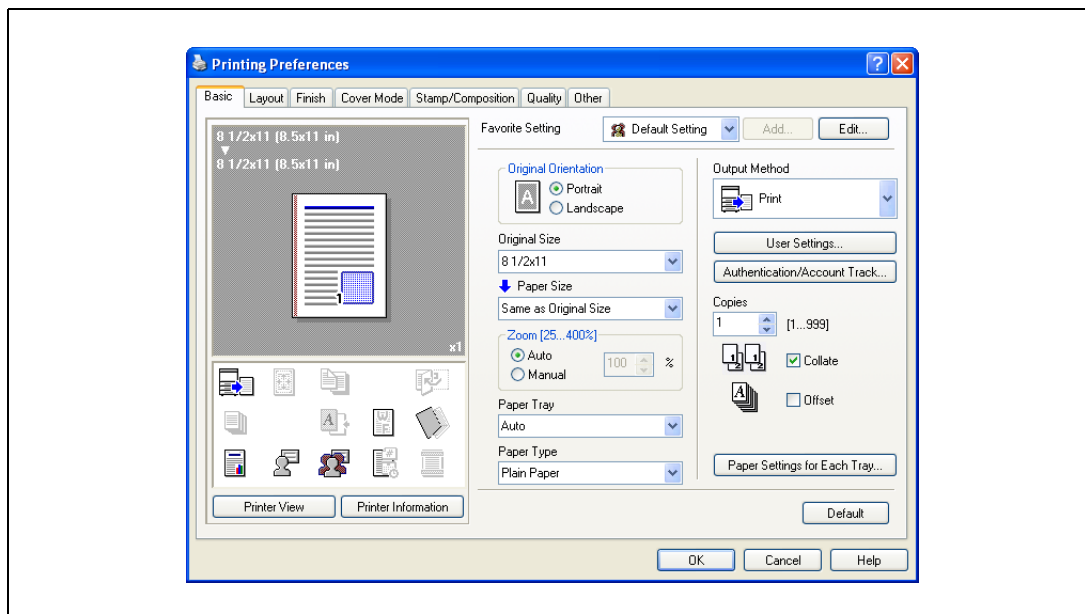 Printing Preferences
Basic Layout Finish Cover Mode Stamp/Composition Quality Other
8 1/2x11 (8.5x11 in)
8 1/2x11 (8.5x11 in)
1
x1
Printer View Printer Information
Favorite Setting Default Setting Add... Edit...
Original Orientation
A
Portrait
Landscape
Original Size
8 1/2x11
Paper Size
Same as Original Size
Zoom [25...400%]
Auto
Manual
100 %
Paper Tray
Auto
Paper Type
Plain Paper
Output Method
Print
User Settings...
Authentication/Account Track...
Copies
1 [1...999]
Collate
Offset
Paper Settings for Each Tray...
Default
OK Cancel Help